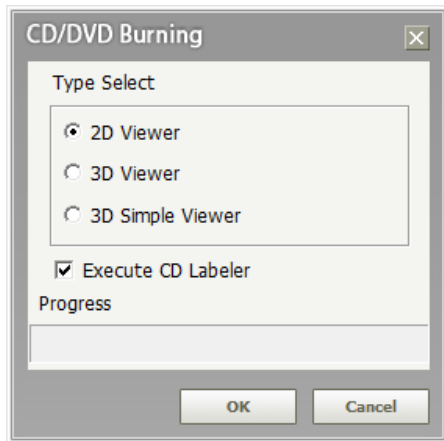 CD/DVD Burning
Type Select
2D Viewer
3D Viewer
3D Simple Viewer
Execute CD Labeler
Progress
OK
Cancel